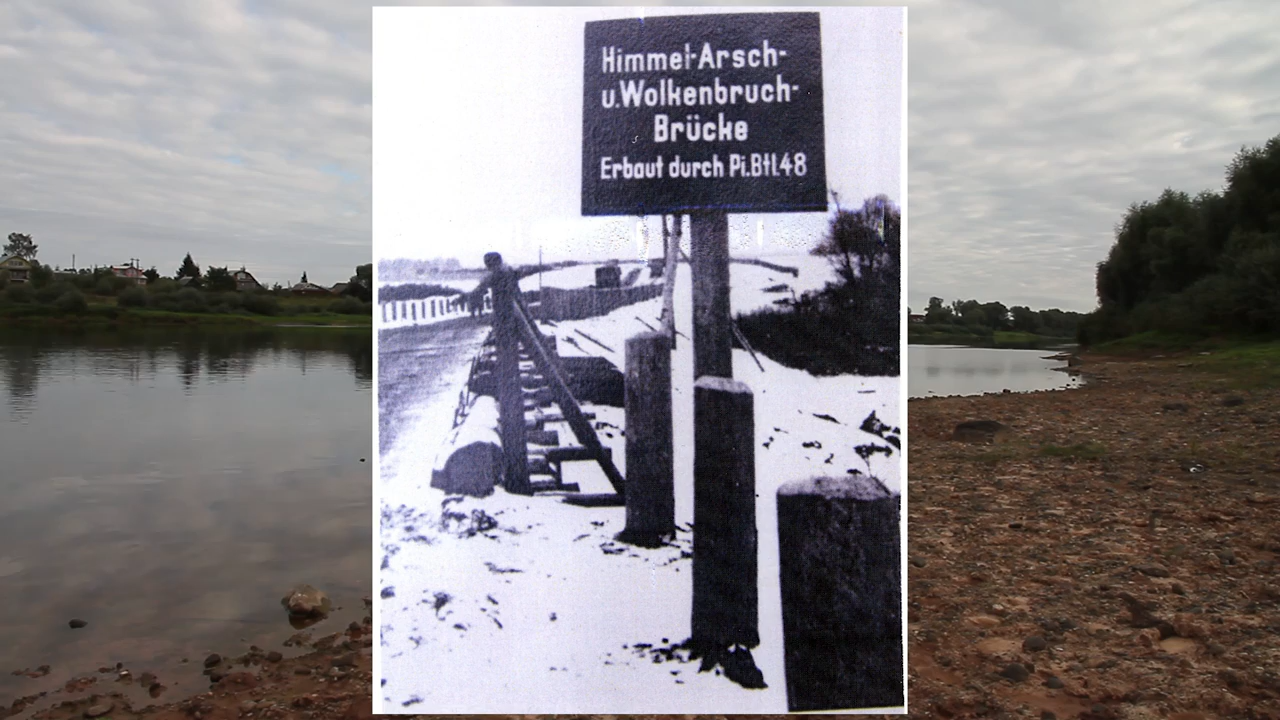 Himmel-Arsch-
u.Wolkenbruch-
Brücke
Erbaut durch Pi.Btl.48